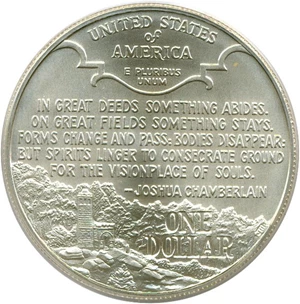 UNITED STATES
of
AMERICA
E PLURIBUS
UNUM
IN GREAT DEEDS SOMETHING ABIDES.
ON GREAT FIELDS SOMETHING STAYS.
FORMS CHANGE AND PASS: BODIES DISAPPEAR;
BUT SPIRITS LINGER TO CONSECRATE GROUND
FOR THE VISIONPLACE OF SOULS.
—JOSHUA CHAMBERLAIN
ONE
DOLLAR